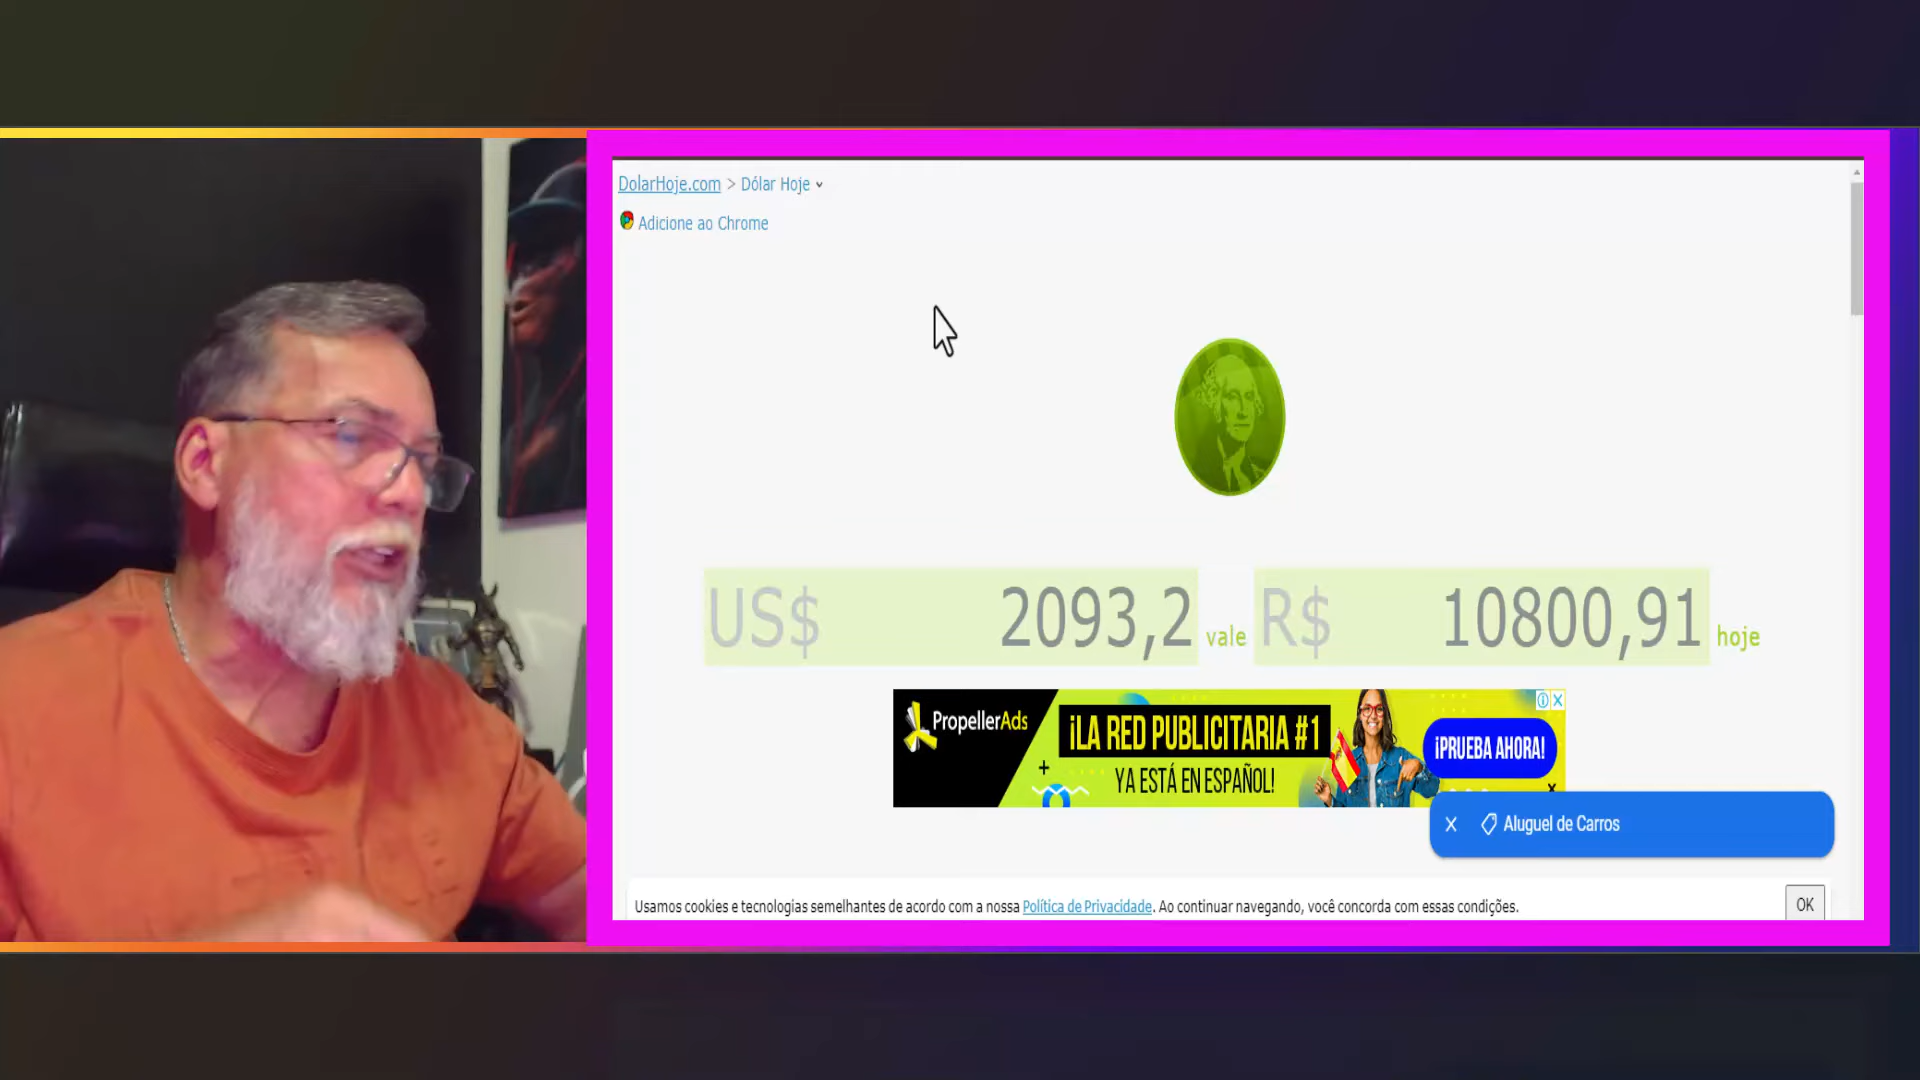 DolarHoje.com > Dólar Hoje
Adicione ao Chrome
US$ 2093,2 vale R$ 10800,91 hoje
PropellerAds
¡LA RED PUBLICITARIA #1
YA ESTÁ EN ESPAÑOL!
¡PRUEBA AHORA!
X Aluguel de Carros
Usamos cookies e tecnologias semelhantes de acordo com a nossa Política de Privacidade. Ao continuar navegando, você concorda com essas condições.
OK